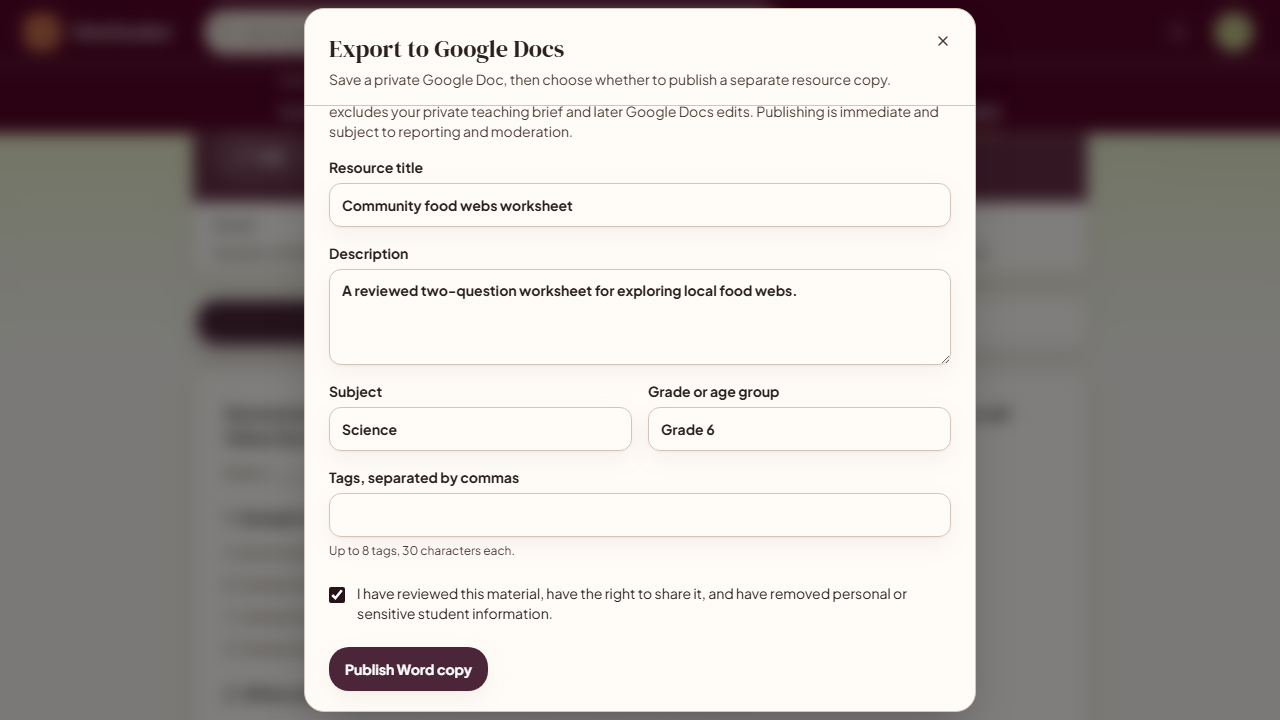 Export to Google Docs
Save a private Google Doc, then choose whether to publish a separate resource copy.
excludes your private teaching brief and later Google Docs edits. Publishing is immediate and
subject to reporting and moderation.
Resource title
Community food webs worksheet
Description
A reviewed two-question worksheet for exploring local food webs.
Subject
Grade or age group
Science
Grade 6
Tags, separated by commas
Up to 8 tags, 30 characters each.
I have reviewed this material, have the right to share it, and have removed personal or
sensitive student information.
Publish Word copy